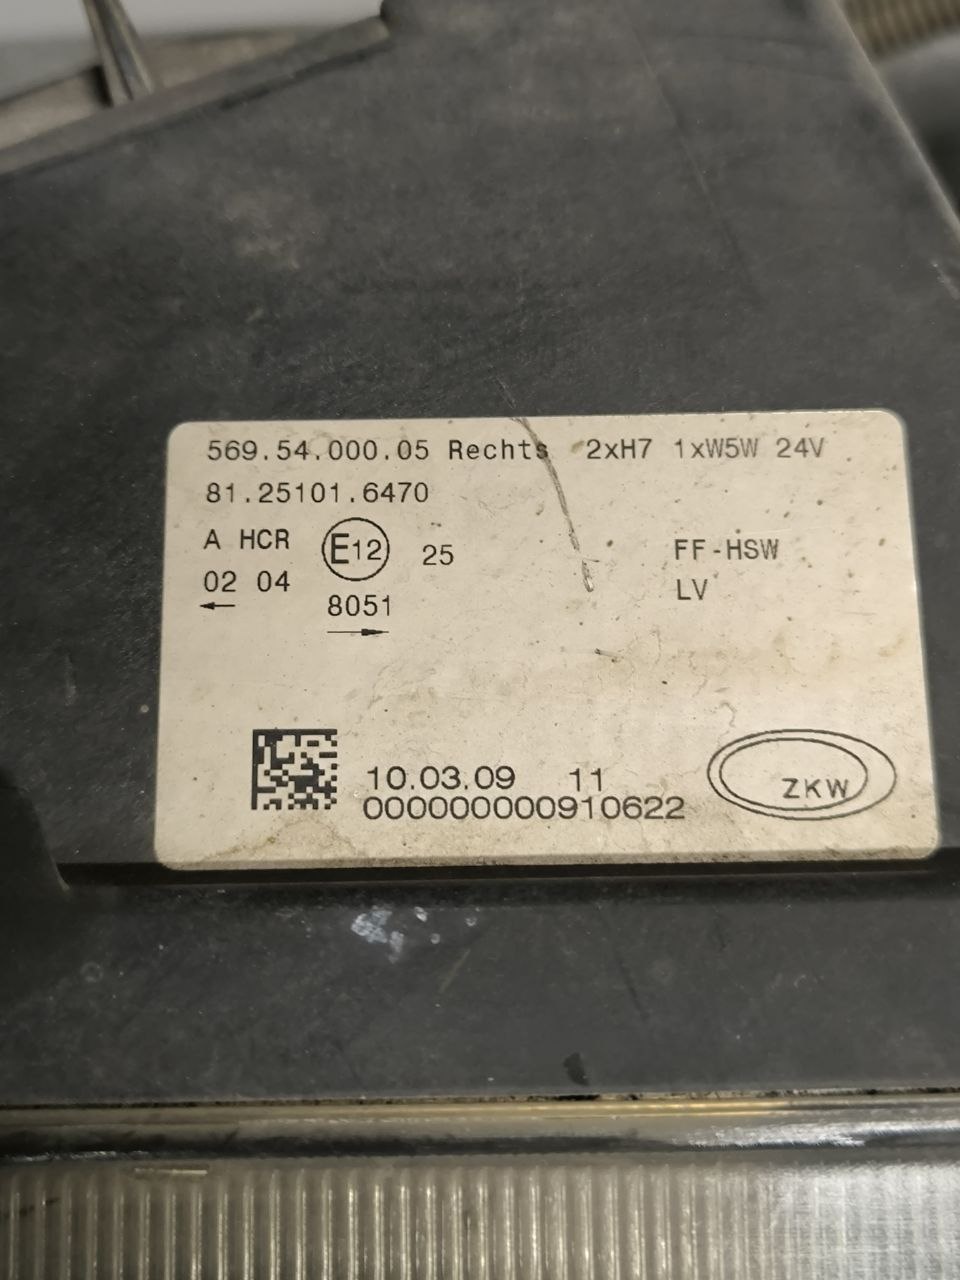 569.54.000.05 Rechts 2xH7 1xW5W 24V
81.25101.6470
A HCR E12 25 FF-HSW
02 04 LV
← 8051
→
10.03.09 11
000000000910622
ZKW